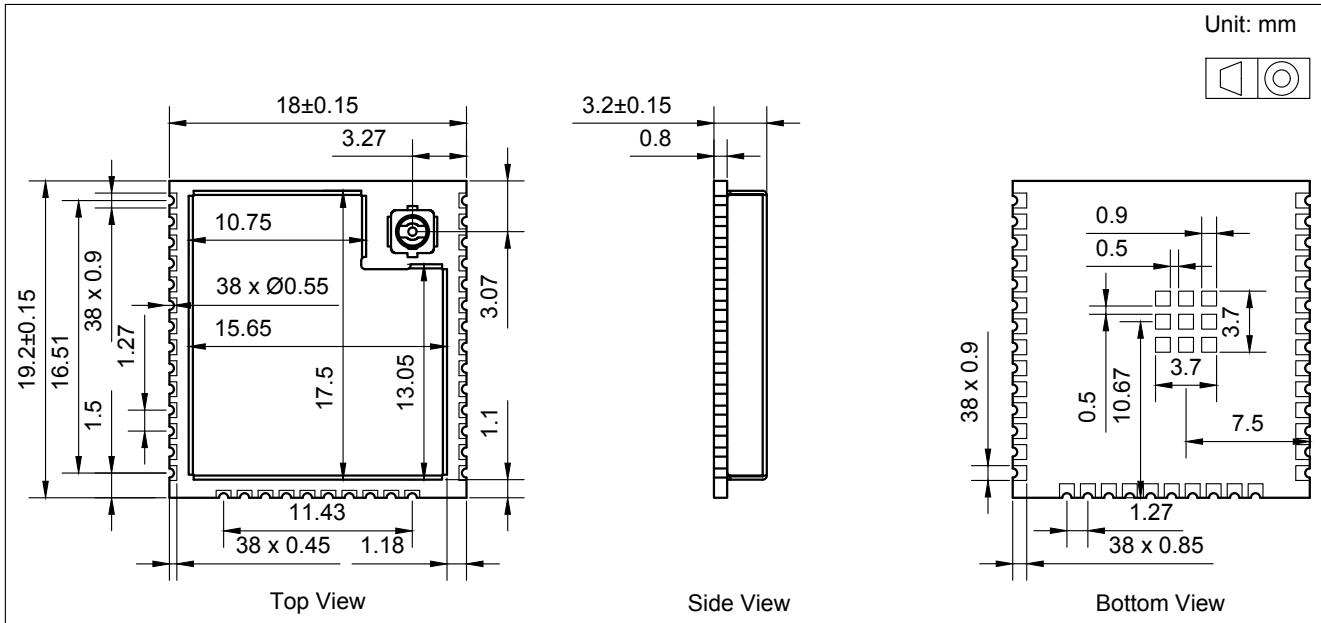 Unit: mm
18±0.15
3.27
3.2±0.15
0.8
10.75
38 x Ø0.55
15.65
17.5
13.05
3.07
1.1
19.2±0.15
16.51
38 x 0.9
1.27
1.5
11.43
38 x 0.45
1.18
0.9
0.5
3.7
3.7
0.5
10.67
7.5
38 x 0.9
1.27
38 x 0.85
Top View
Side View
Bottom View